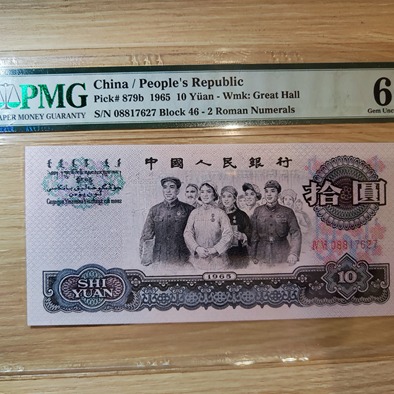 PMG
PAPER MONEY GUARANTY
China / People's Republic
Pick# 879b 1965 10 Yüan - Wmk: Great Hall
S/N 08817627 Block 46 - 2 Roman Numerals
6
Gem Unc
中國人民銀行
拾圓
08817627
1965
SHI
YUAN
10